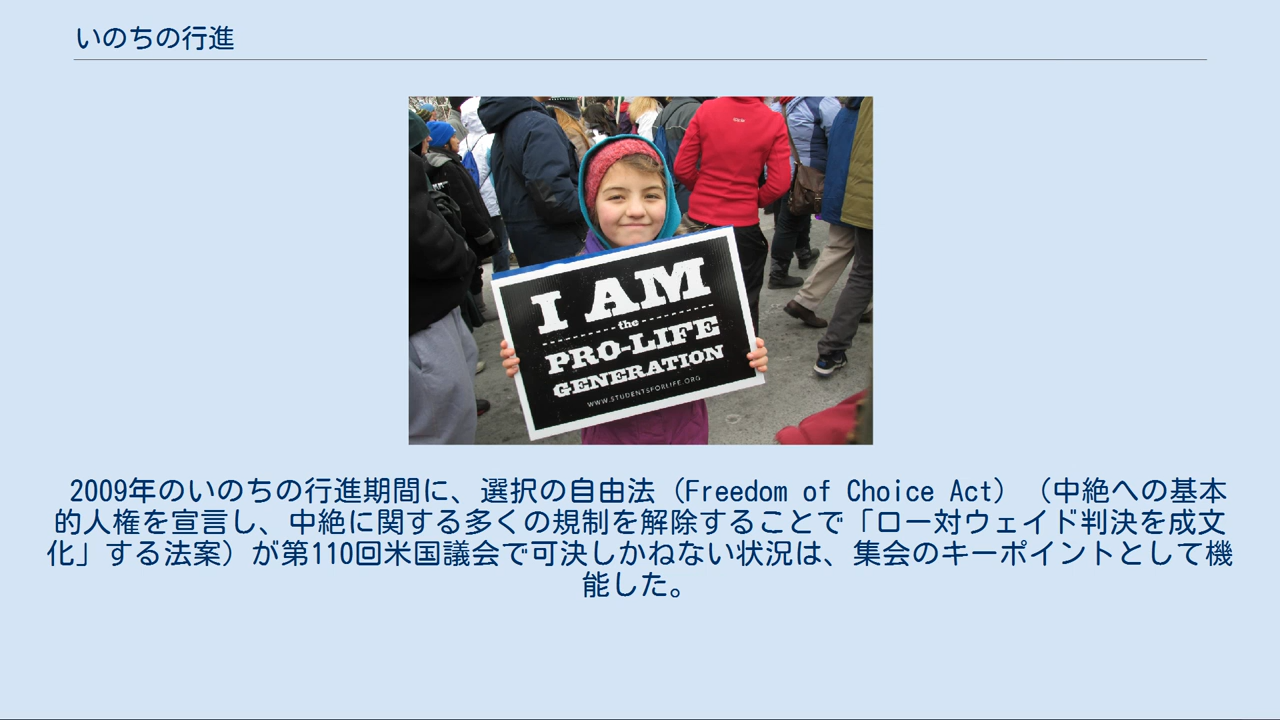 いのちの行進
I AM
the
PRO-LIFE
GENERATION
WWW.STUDENTSFORLIFE.ORG
2009年のいのちの行進期間に、選択の自由法（Freedom of Choice Act）（中絶への基本
的人権を宣言し、中絶に関する多くの規制を解除することで「ロー対ウェイド判決を成文
化」する法案）が第110回米国議会で可決しかねない状況は、集会のキーポイントとして機
能した。